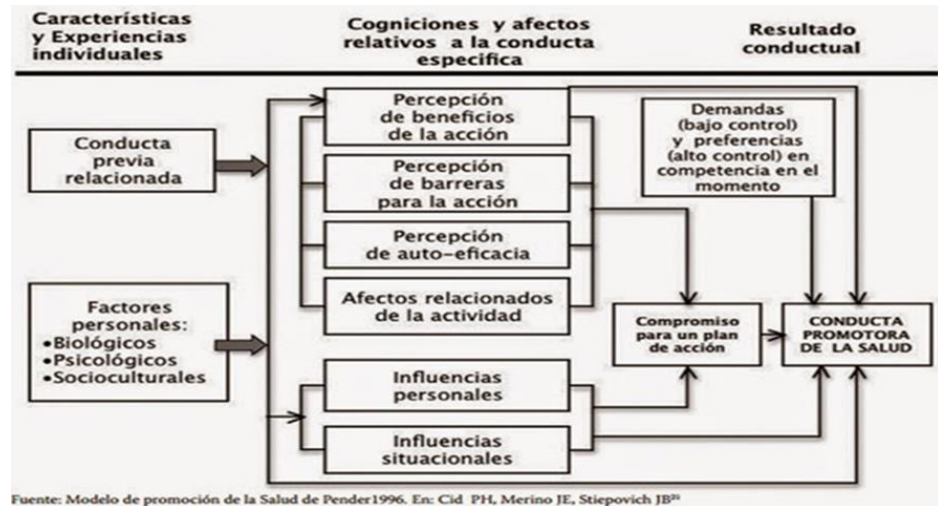 Características
y Experiencias
individuales
Cogniciones y afectos
relativos a la conducta
especifica
Resultado
conductual
Conducta
previa
relacionada
Factores
personales:
•Biológicos
•Psicológicos
•Socioculturales
Percepción
de beneficios
de la acción
Percepción
de barreras
para la acción
Percepción
de auto-eficacia
Afectos relacionados
de la actividad
Influencias
personales
Influencias
situacionales
Demandas
(bajo control)
y preferencias
(alto control) en
competencia en el
momento
Compromiso
para un plan
de acción
CONDUCTA
PROMOTORA
DE LA SALUD
Fuente: Modelo de promoción de la Salud de Pender1996. En: Cid PH, Merino JE, Stiepovich JB